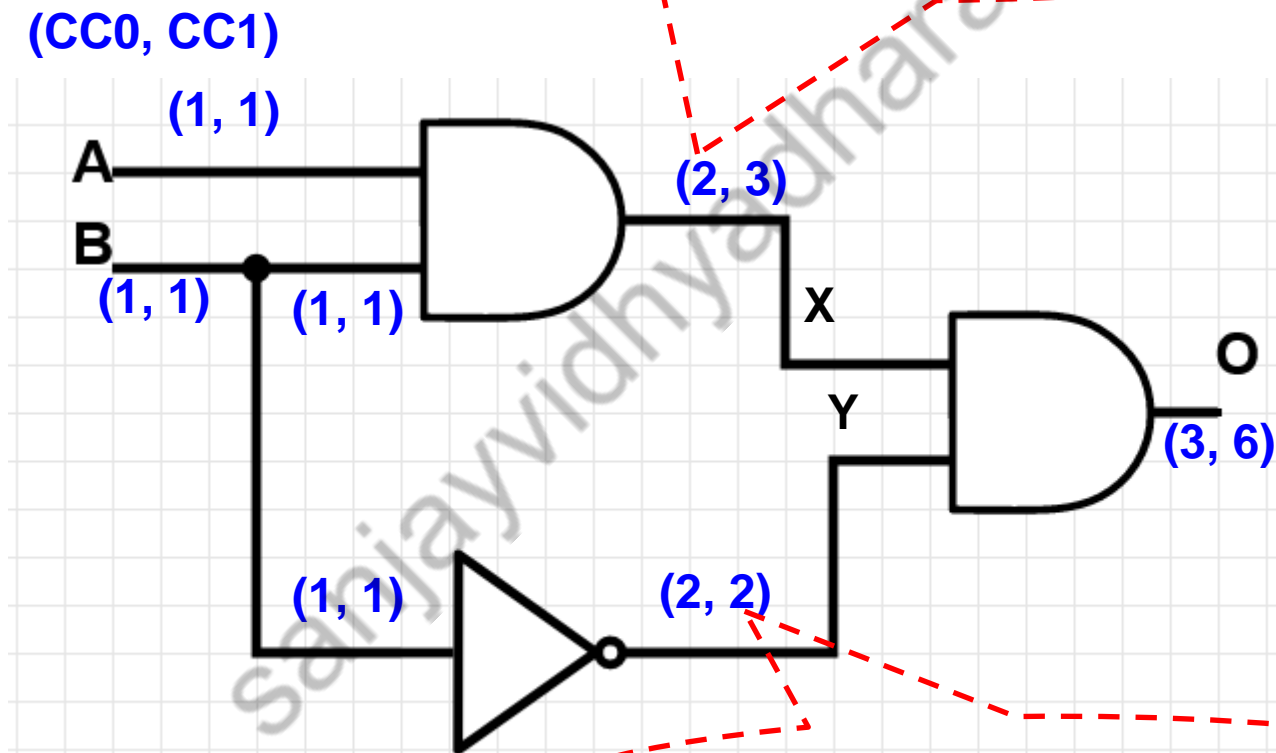 (CC0, CC1)
(1, 1)
A
(2, 3)
B
(1, 1)
(1, 1)
X
O
Y
(3, 6)
(1, 1)
(2, 2)
sanjayvidhyadhara